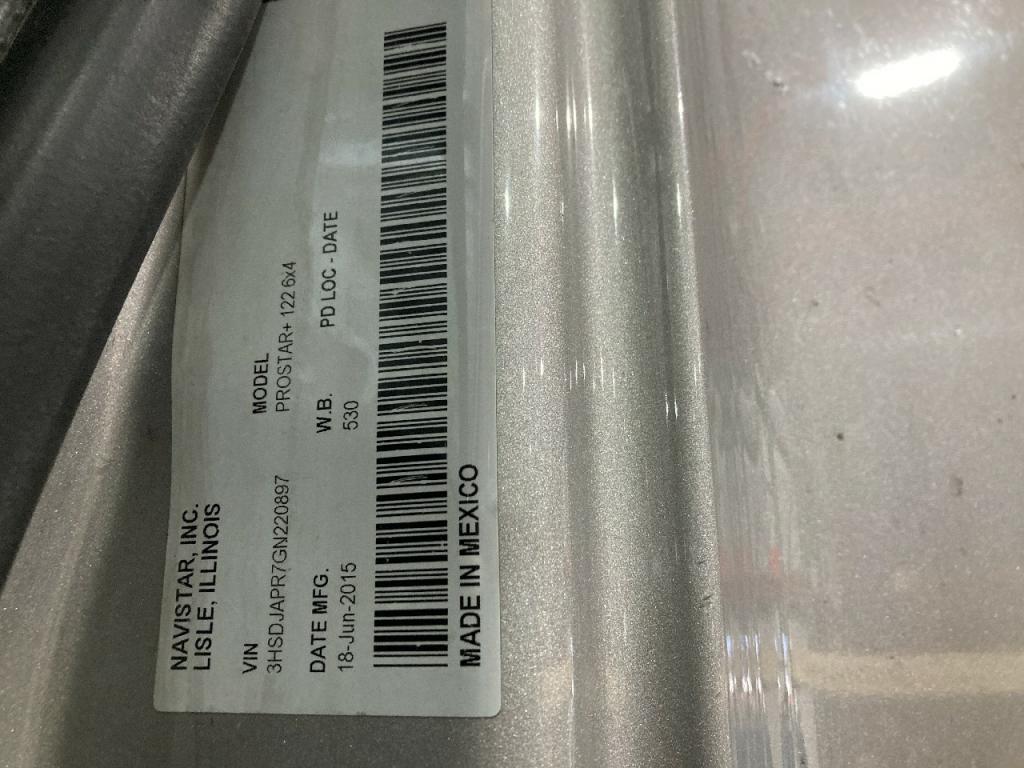 NAVISTAR, INC.
LISLE, ILLINOIS
VIN MODEL
3HSDJAPR7GN220897 PROSTAR+ 122 6x4
DATE MFG. W.B. PD LOC - DATE
18-Jun-2015 530
MADE IN MEXICO